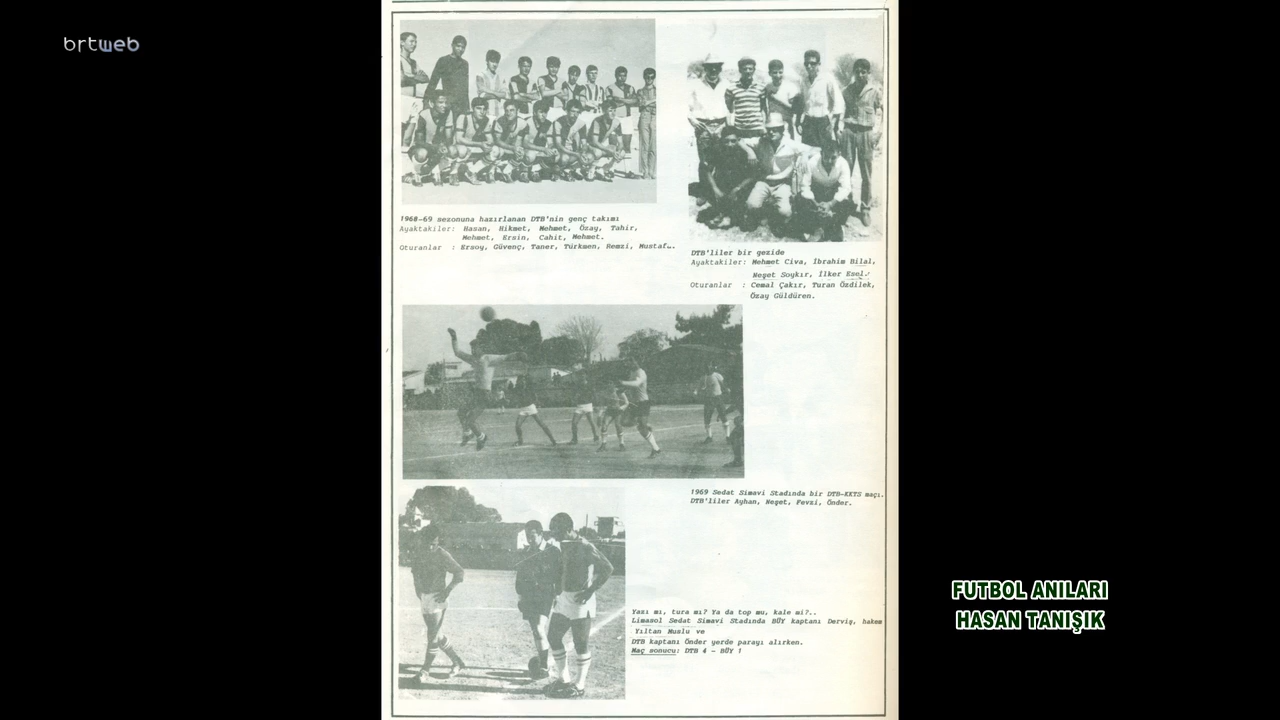 brtweb
1968-69 sezonuna hazırlanan DTB'nin genç takımı
Ayaktakiler: Hasan, Hikmet, Mehmet, Özay, Tahir,
Mehmet, Ersin, Cahit, Mehmet.
Oturanlar : Ersoy, Güvenç, Taner, Türkmen, Remzi,
DTB'liler bir gezide
Ayaktakiler: Mehmet Civa, İbrahim Bilal,
Neşet Soykır, İlker
Oturanlar : Cemal Çakır, Turan Özdilek,
Özay Güldüren.
1969 Sedat Simavi Stadında bir DTB-KKTS maçı.
DTB'liler Ayhan, Neşet, Fevzi, Önder.
Yazı mı, tura mı? Ya da top mu, kale mi?..
Limasol Sedat Simavi Stadında BÜY kaptanı Derviş, hakem
Yıltan Muslu ve
DTB kaptanı Önder yerde parayı alırken.
Maç sonucu: DTB 4 - BÜY 1
FUTBOL ANILARI
HASAN TANIŞIK